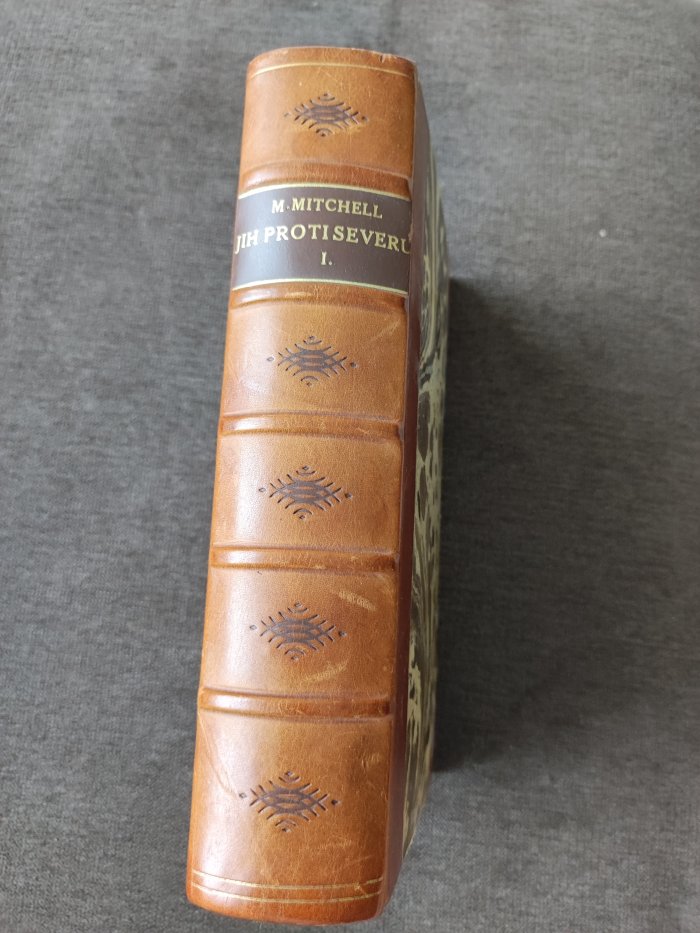 M. MITCHELL
JIH PROTI SEVERU
I.